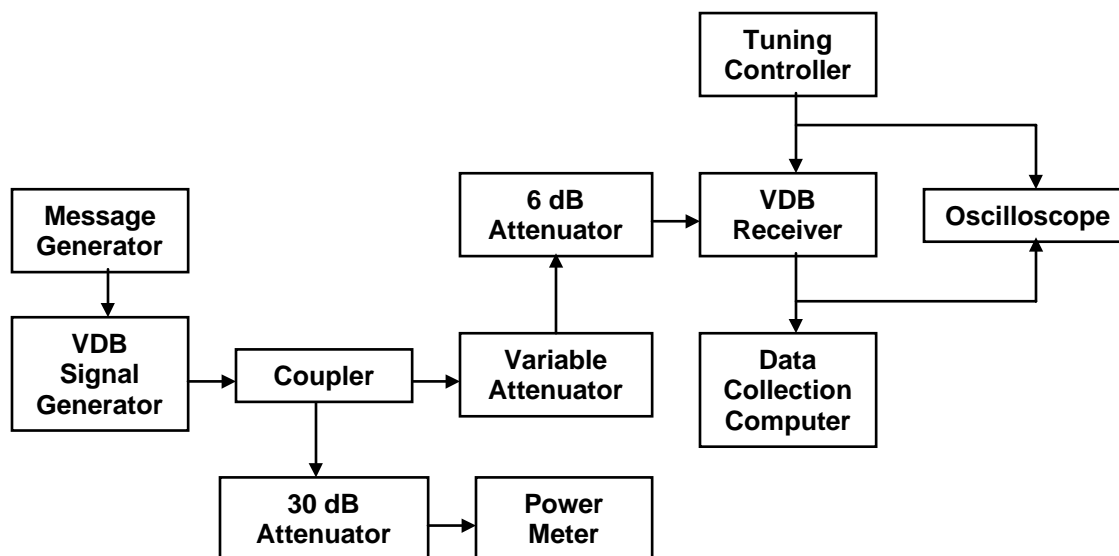 Tuning
Controller
6 dB
Attenuator
VDB
Receiver
Oscilloscope
Message
Generator
VDB
Signal
Generator
Coupler
Variable
Attenuator
Data
Collection
Computer
30 dB
Attenuator
Power
Meter